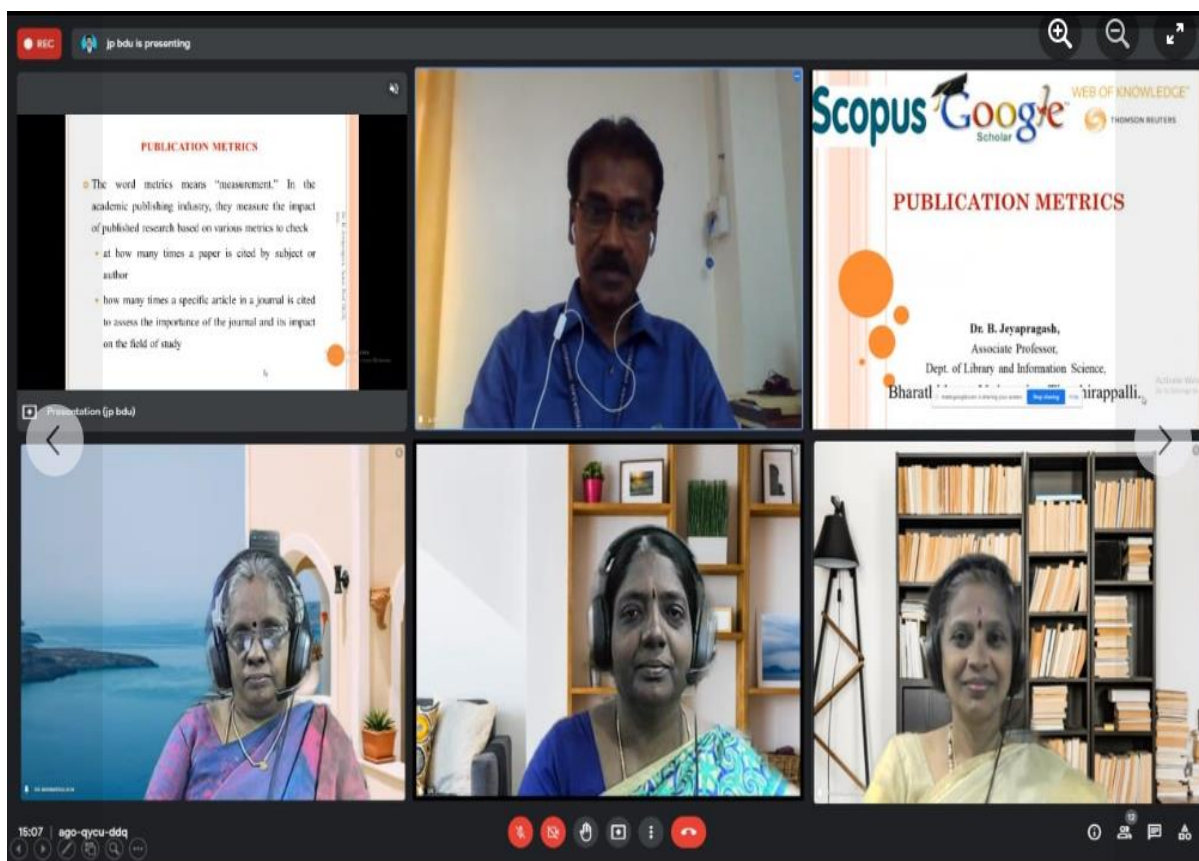 REC
jp bdu is presenting
PUBLICATION METRICS
The word metrics means “measurement.” In the
academic publishing industry, they measure the impact
of published research based on various metrics to check
at how many times a paper is cited by subject or
author
how many times a specific article in a journal is cited
to assess the importance of the journal and its impact
on the field of study
Presentation (jp bdu)
Scopus
Google
Scholar
WEB OF KNOWLEDGE
THOMSON REUTERS
PUBLICATION METRICS
Dr. B. Jeyapragash,
Associate Professor,
Dept. of Library and Information Science,
Stop sharing
15:07 | ago-qycu-ddq
12